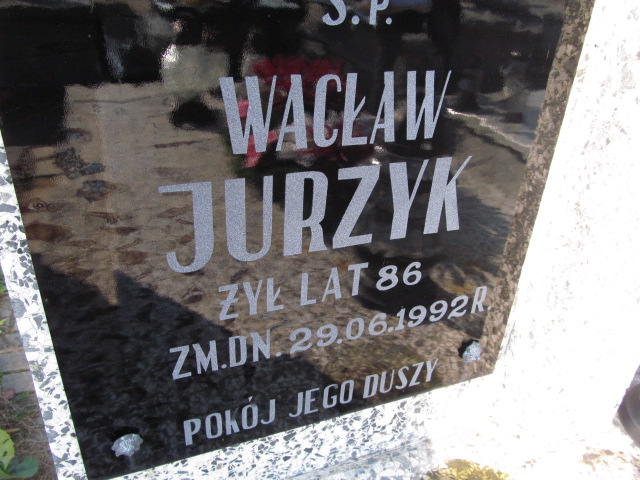 Ś.P.
WACŁAW
JURZYK
ŻYŁ LAT 86
ZM.DN. 29.06.1992R.
POKÓJ JEGO DUSZY